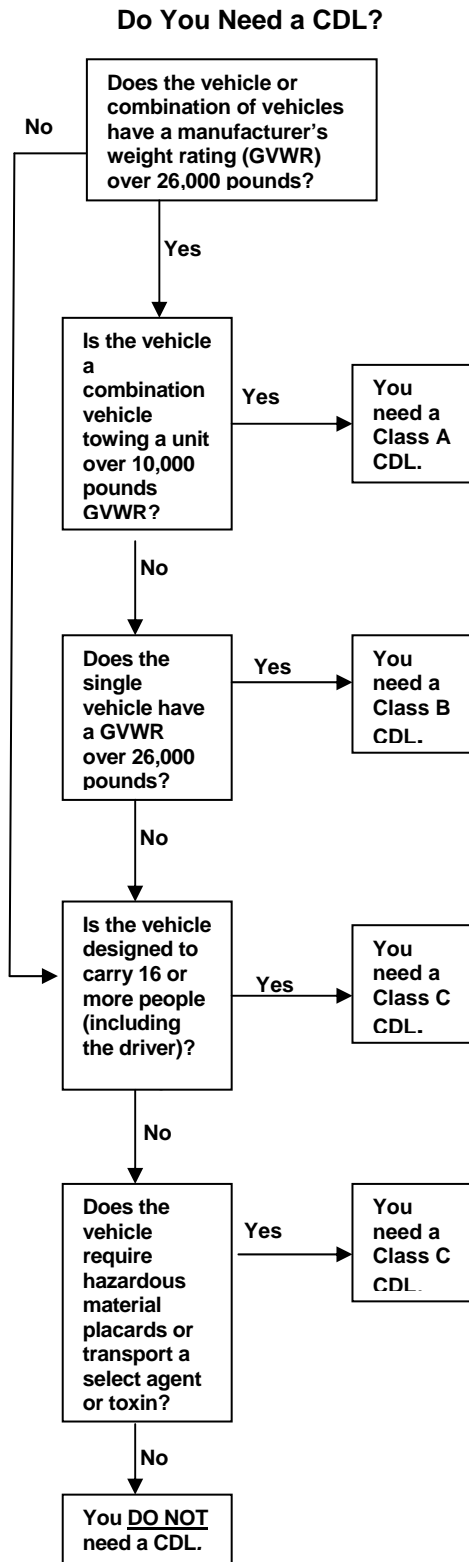 Do You Need a CDL?
Does the vehicle or
combination of vehicles
have a manufacturer's
weight rating (GVWR)
over 26,000 pounds?
No
Yes
Is the vehicle
a
combination
vehicle
towing a unit
over 10,000
pounds
GVWR?
Yes
You
need a
Class A
CDL.
No
Does the
single
vehicle have
a GVWR
over 26,000
pounds?
Yes
You
need a
Class B
CDL.
No
Is the vehicle
designed to
carry 16 or
more people
(including
the driver)?
Yes
You
need a
Class C
CDL.
No
Does the
vehicle
require
hazardous
material
placards or
transport a
select agent
or toxin?
Yes
You
need a
Class C
CDL.
No
You DO NOT
need a CDL.